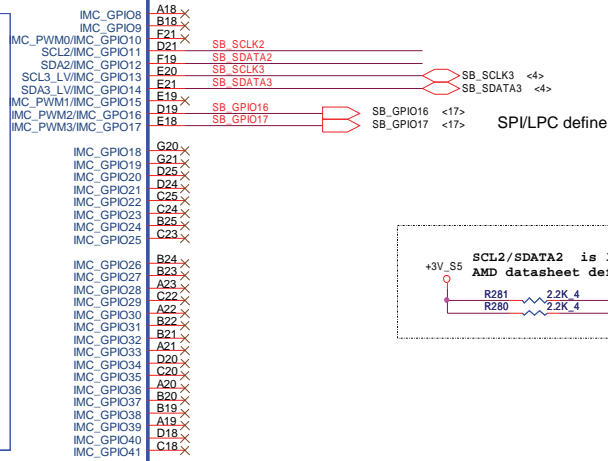 IMC_GPIO8 A18
IMC_GPIO9 B18
IMC_PWM0/IMC_GPIO10 F21
SCL2/IMC_GPIO11 D21 SB_SCLK2
SDA2/IMC_GPIO12 F19 SB_SDATA2
SCL3_LV/IMC_GPIO13 E20 SB_SCLK3 SB_SCLK3 <4>
SDA3_LV/IMC_GPIO14 E21 SB_SDATA3 SB_SDATA3 <4>
IMC_PWM1/IMC_GPIO15 E19
IMC_PWM2/IMC_GPIO16 D19 SB_GPIO16 SB_GPIO16 <17>
IMC_PWM3/IMC_GPO17 E18 SB_GPIO17 SB_GPIO17 <17>
SPI/LPC define
IMC_GPIO18 G20
IMC_GPIO19 G21
IMC_GPIO20 D25
IMC_GPIO21 D24
IMC_GPIO22 C25
IMC_GPIO23 C24
IMC_GPIO24 B25
IMC_GPIO25 C23
IMC_GPIO26 B24
IMC_GPIO27 B23
IMC_GPIO28 A23
IMC_GPIO29 C22
IMC_GPIO30 A22
IMC_GPIO31 B22
IMC_GPIO32 B21
IMC_GPIO33 A21
IMC_GPIO34 D20
IMC_GPIO35 C20
IMC_GPIO36 A20
IMC_GPIO37 B20
IMC_GPIO38 B19
IMC_GPIO39 A19
IMC_GPIO40 D18
IMC_GPIO41 C18
SCL2/SDATA2 is
+3V_S5 AMD datasheet def
R281 2.2K_4
R280 2.2K_4